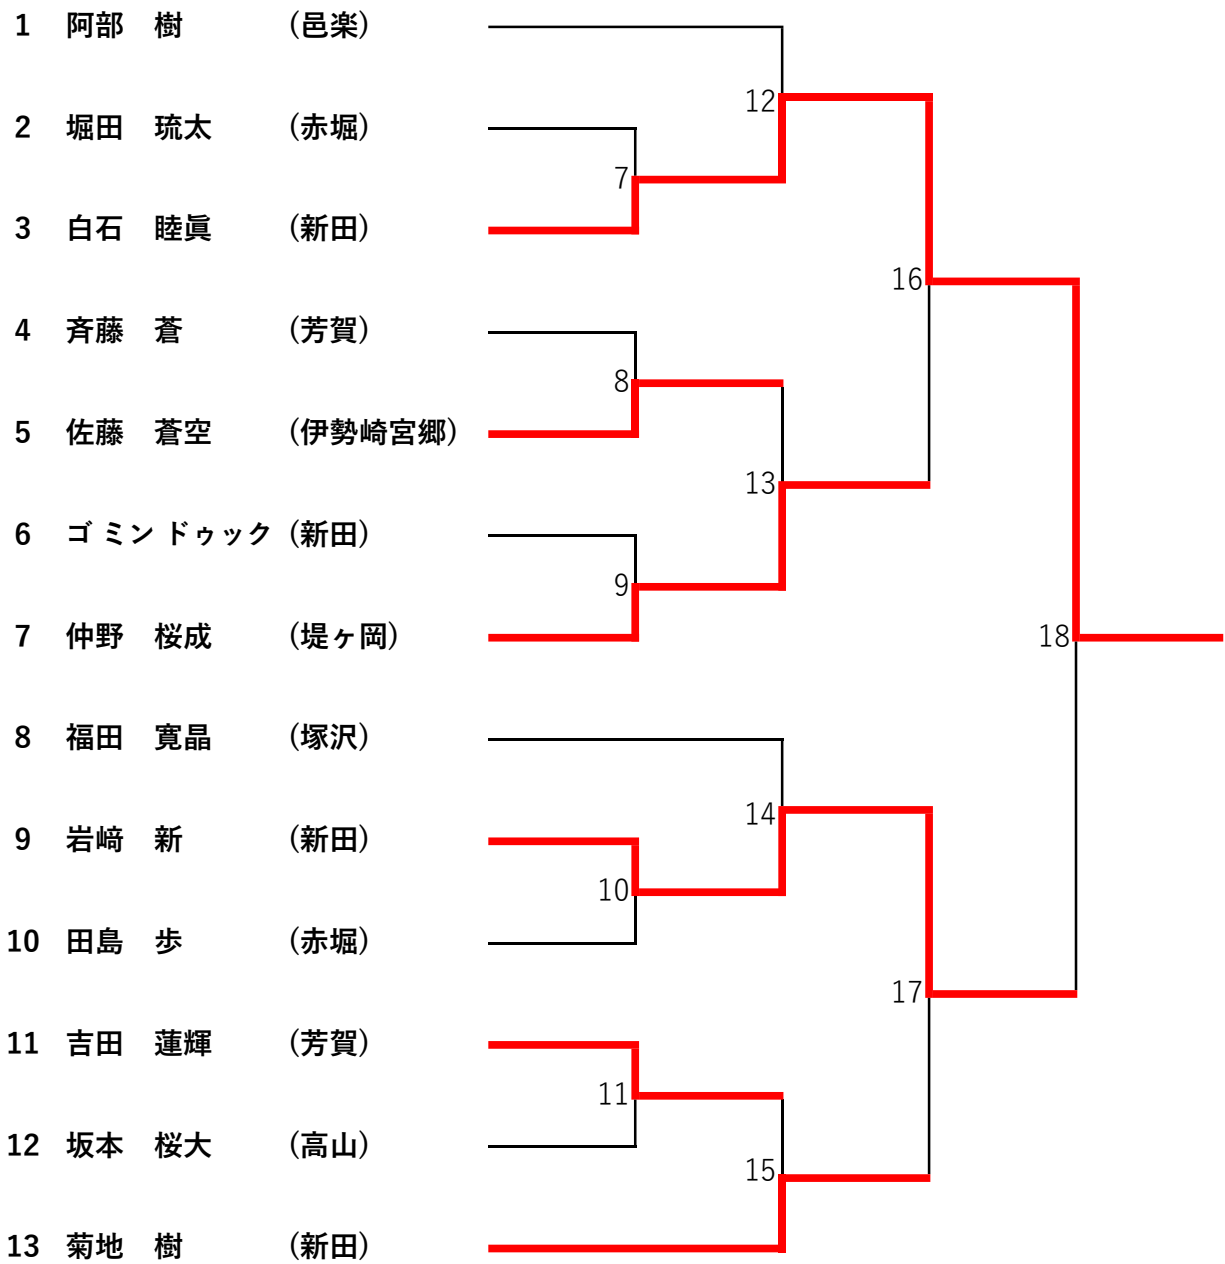 1 阿部 樹 (邑楽)
12
2 堀田 琉太 (赤堀)
7
3 白石 睦眞 (新田)
16
4 斉藤 蒼 (芳賀)
8
5 佐藤 蒼空 (伊勢崎宮郷)
13
6 ゴ ミン ドゥック (新田)
9
7 仲野 桜成 (堤ヶ岡)
18
8 福田 寛晶 (塚沢)
14
9 岩﨑 新 (新田)
10
10 田島 歩 (赤堀)
17
11 吉田 蓮輝 (芳賀)
11
12 坂本 桜大 (高山)
15
13 菊地 樹 (新田)